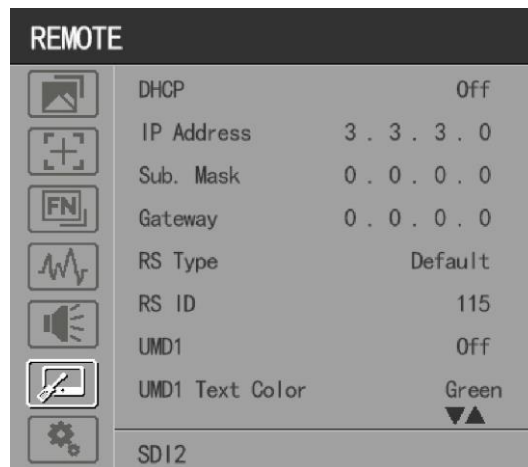 REMOTE
DHCP Off
IP Address 3 . 3 . 3 . 0
Sub. Mask 0 . 0 . 0 . 0
FN
Gateway 0 . 0 . 0 . 0
RS Type Default
RS ID 115
UMD1 Off
UMD1 Text Color Green
▼▲
SDI2